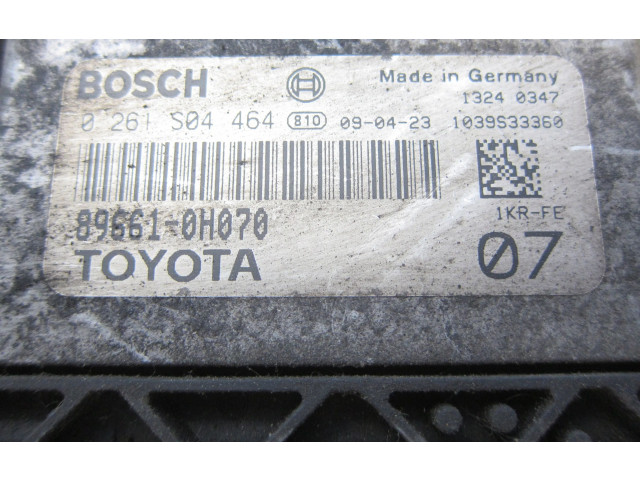 BOSCH
Made in Germany
1324 0347
0 261 S04 464 810 09-04-23 1039S33360
89661-0H070
1KR-FE
TOYOTA
07